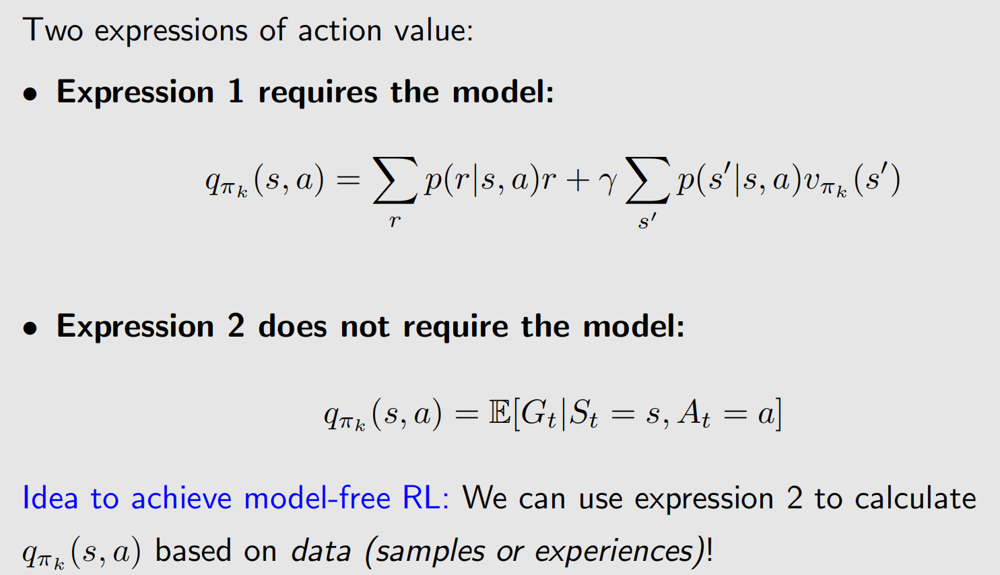 Two expressions of action value:
• Expression 1 requires the model:
$q_{\pi_k}(s, a) = \sum_{r} p(r|s, a)r + \gamma \sum_{s'} p(s'|s, a)v_{\pi_k}(s')$
• Expression 2 does not require the model:
$q_{\pi_k}(s, a) = \mathbb{E}[G_t|S_t = s, A_t = a]$
Idea to achieve model-free RL: We can use expression 2 to calculate
$q_{\pi_k}(s, a)$ based on data (samples or experiences)!